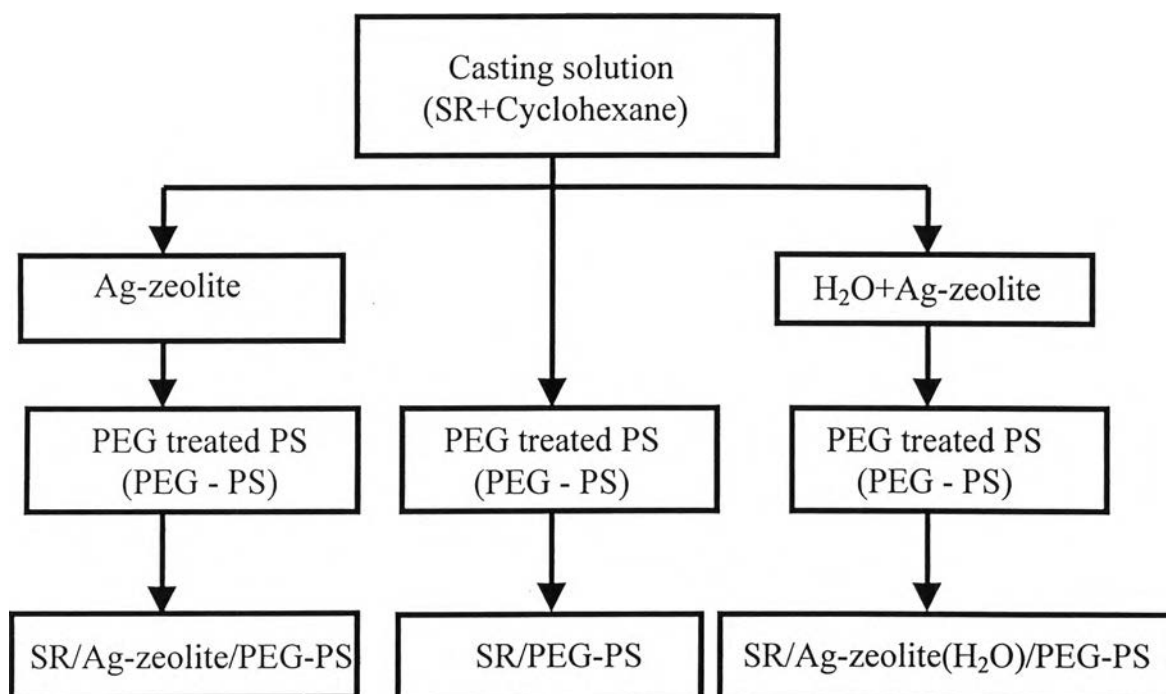 Casting solution
(SR+Cyclohexane)
Ag-zeolite
H₂O+Ag-zeolite
PEG treated PS
(PEG - PS)
PEG treated PS
(PEG - PS)
PEG treated PS
(PEG - PS)
SR/Ag-zeolite/PEG-PS
SR/PEG-PS
SR/Ag-zeolite(H₂O)/PEG-PS